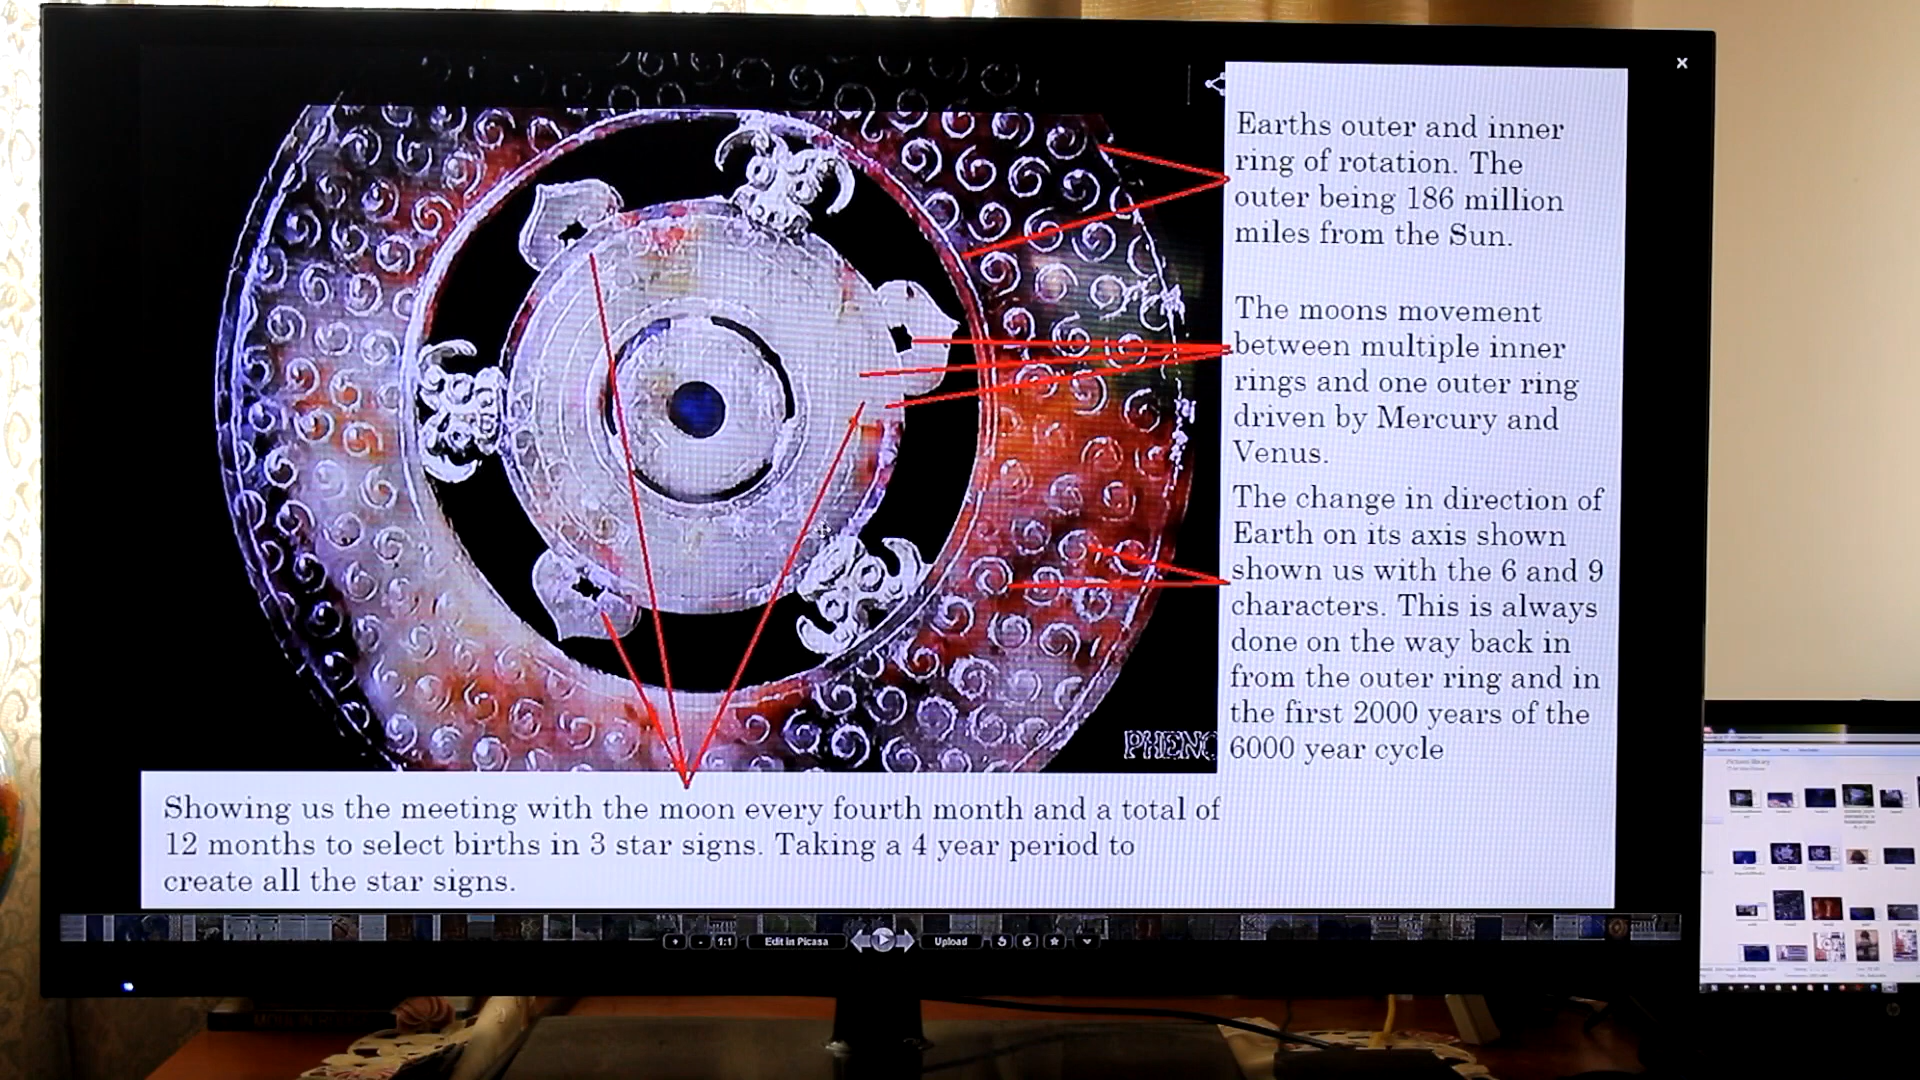 Earths outer and inner
ring of rotation. The
outer being 186 million
miles from the Sun.
The moons movement
between multiple inner
rings and one outer ring
driven by Mercury and
Venus.
The change in direction of
Earth on its axis shown
shown us with the 6 and 9
characters. This is always
done on the way back in
from the outer ring and in
the first 2000 years of the
6000 year cycle
PHENO
Showing us the meeting with the moon every fourth month and a total of
12 months to select births in 3 star signs. Taking a 4 year period to
create all the star signs.
+ - 1:1 Edit in Picasa Upload